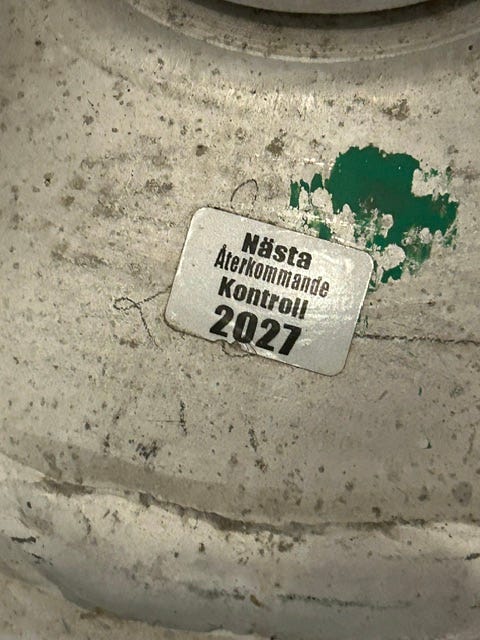 Nästa
Återkommande
Kontroll
2027